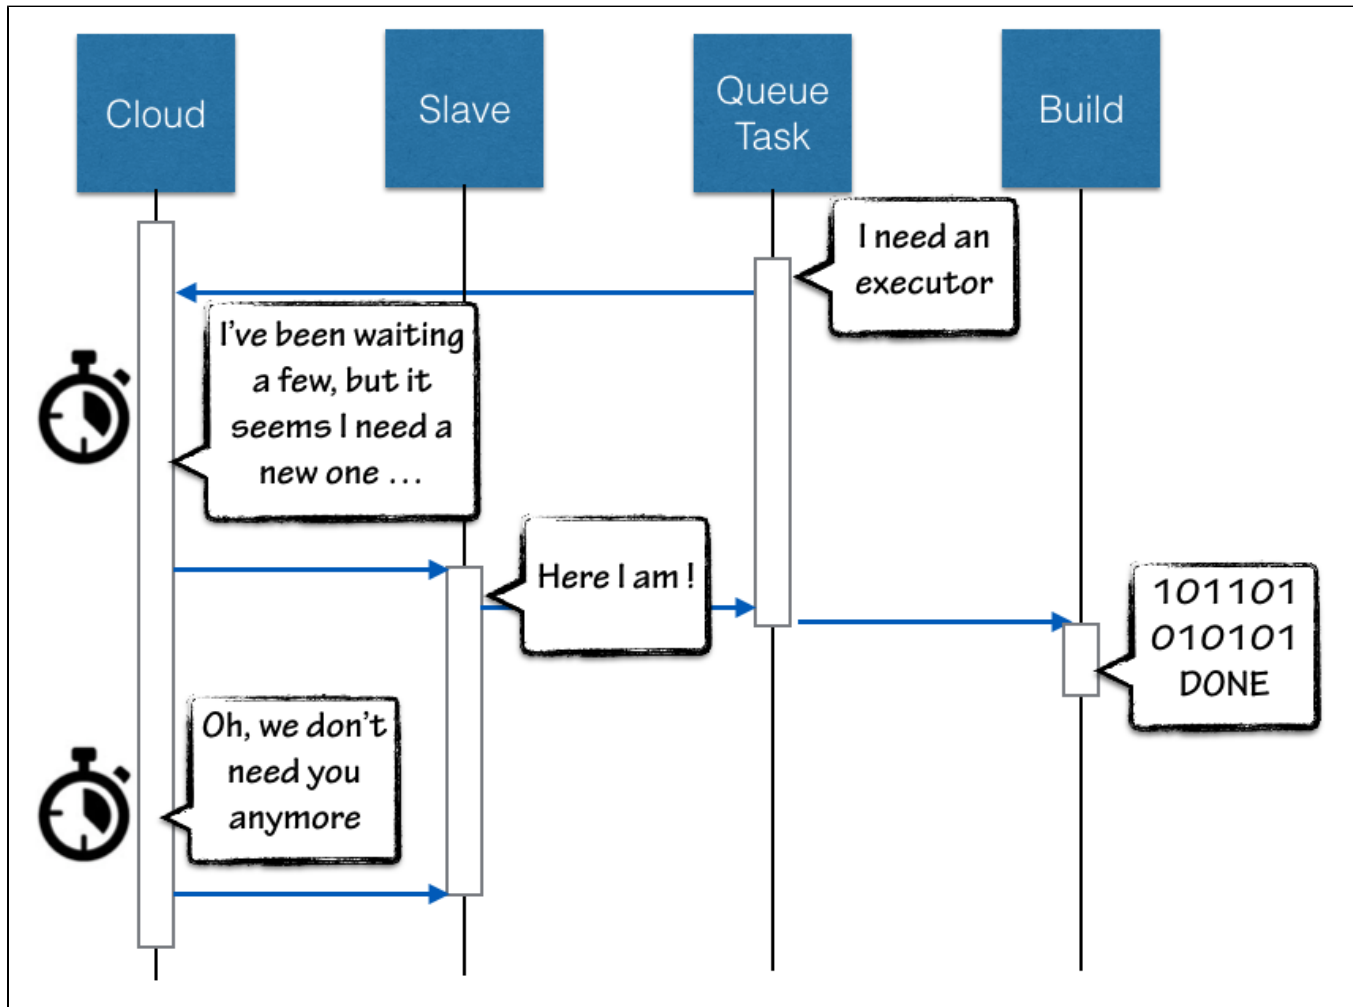 Cloud
Slave
Queue
Task
Build
I need an
executor
I've been waiting
a few, but it
seems I need a
new one ...
Here I am !
101101
010101
DONE
Oh, we don't
need you
anymore